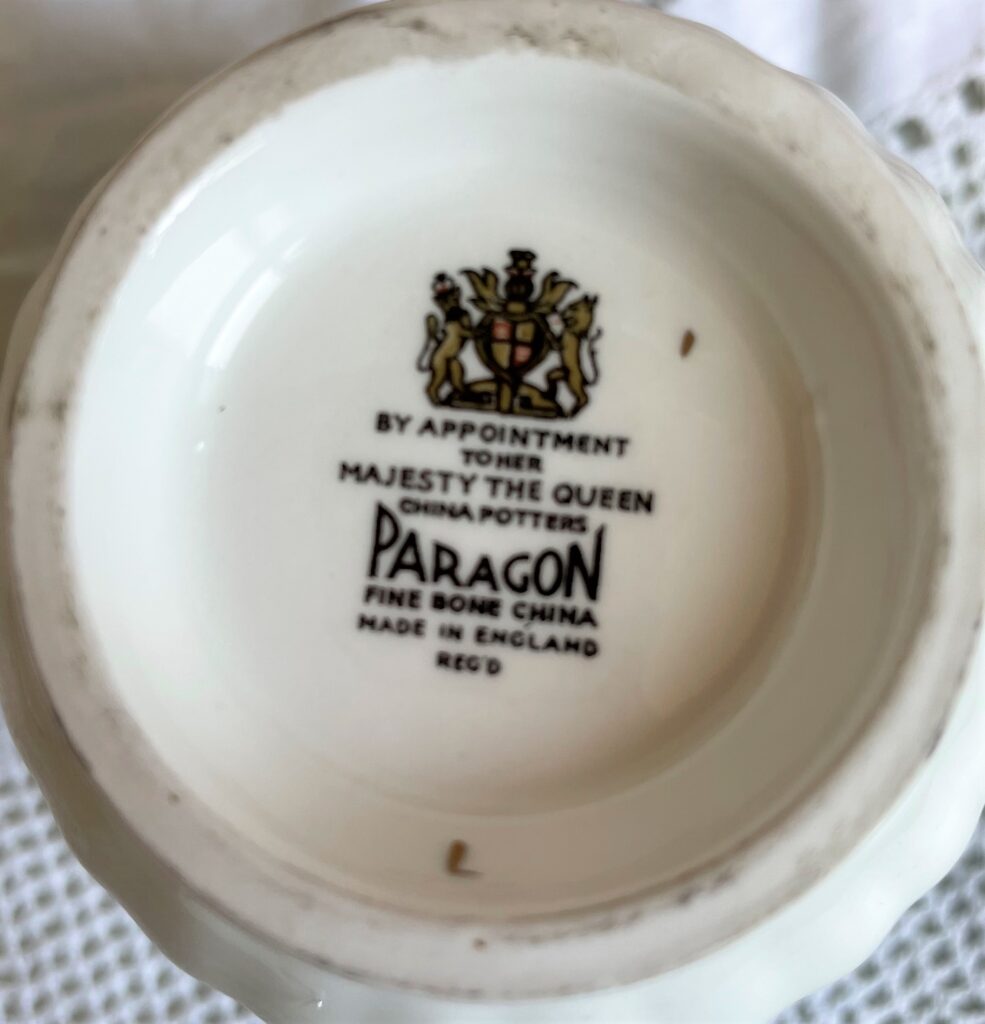 BY APPOINTMENT
TO HER
MAJESTY THE QUEEN
CHINA POTTERS
PARAGON
FINE BONE CHINA
MADE IN ENGLAND
REG'D
L